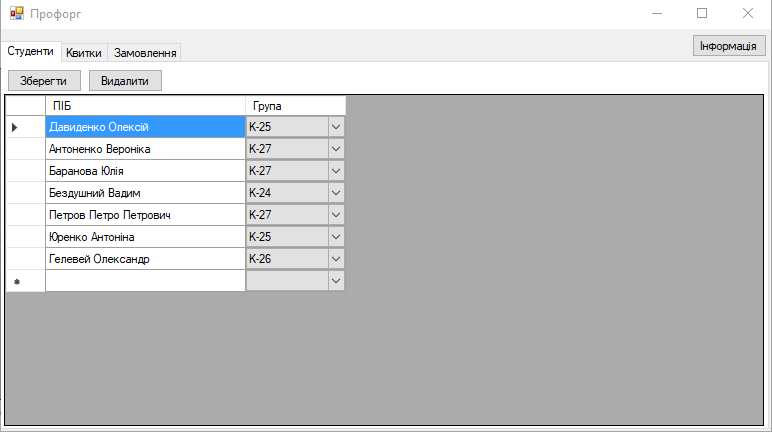 Профорг
Студенти Квитки Замовлення Інформація
Зберегти Видалити
ПІБ Група
Давиденко Олексій К-25
Антоненко Вероніка К-27
Баранова Юлія К-27
Бездушний Вадим К-24
Петров Петро Петрович К-27
Юренко Антоніна К-25
Гелевей Олександр К-26